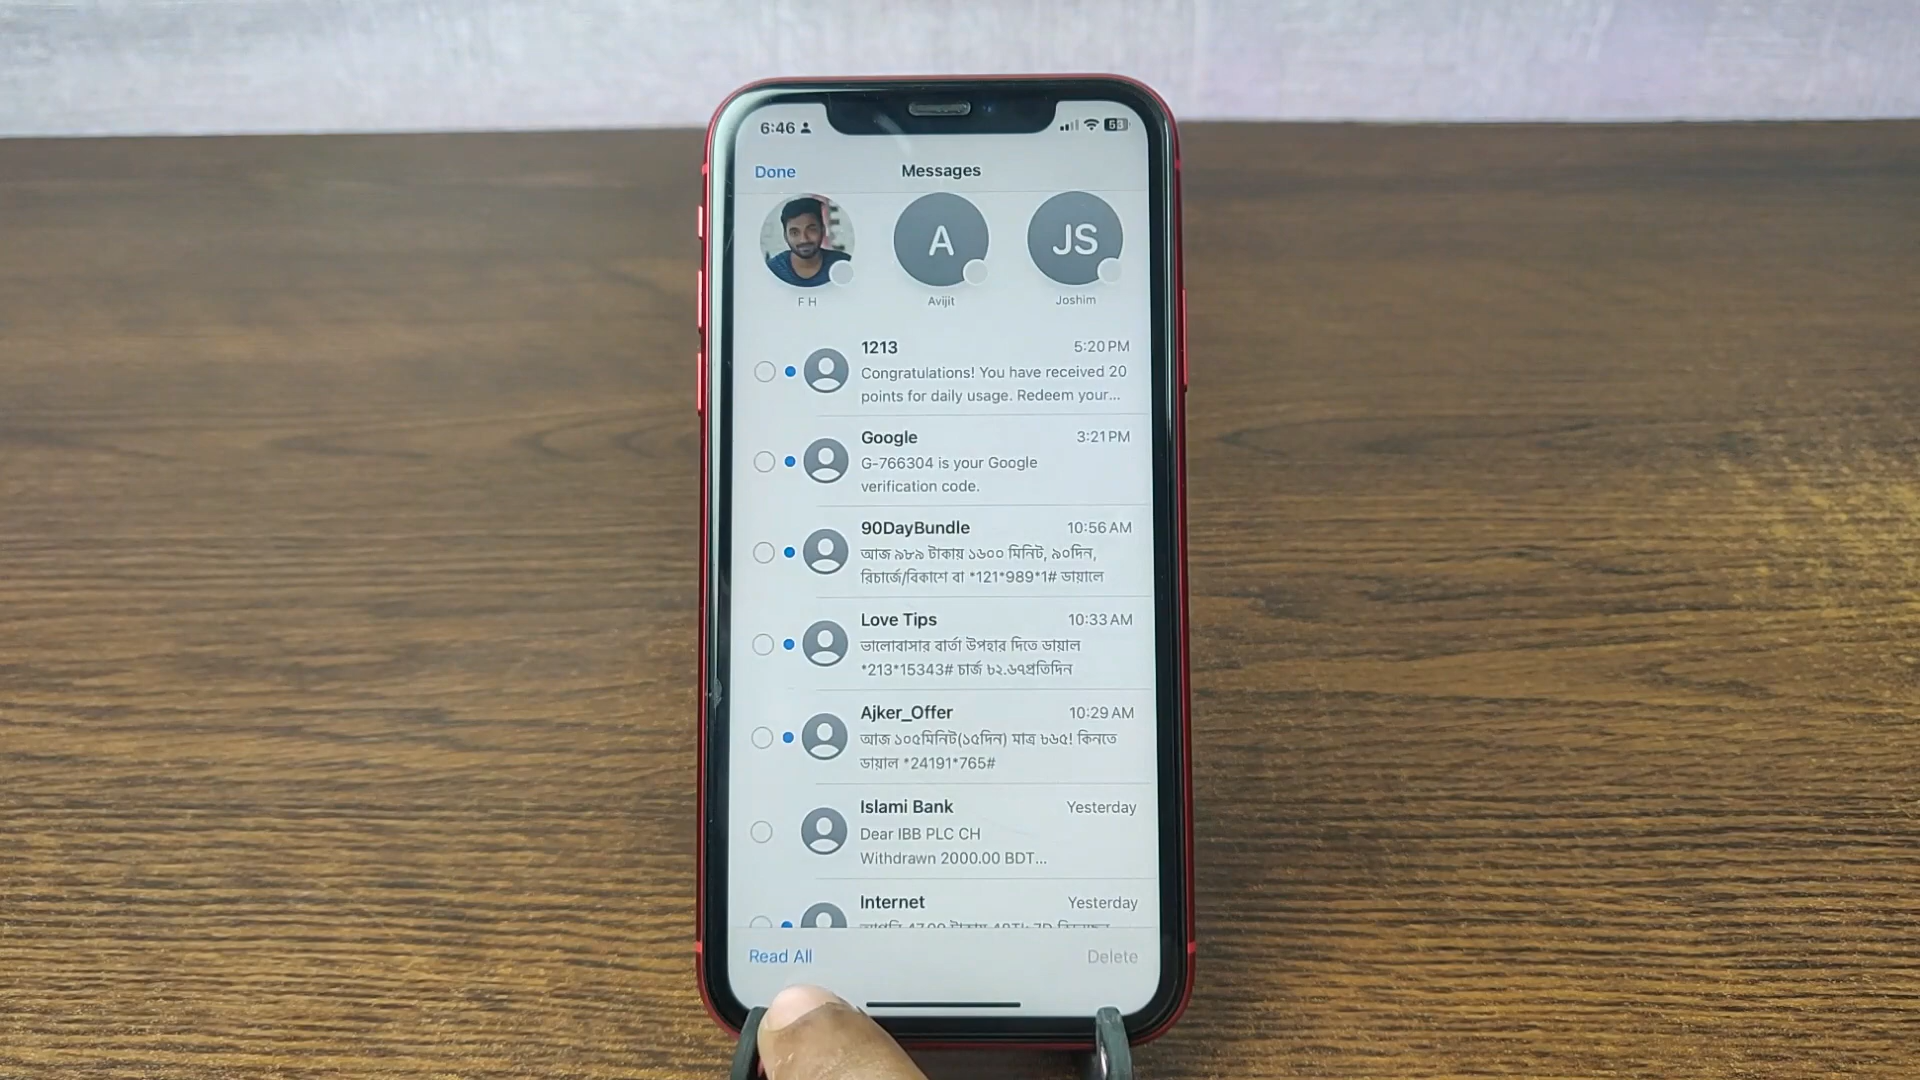 6:46
53
Done
Messages
A
JS
F H
Avijit
Joshim
1213
5:20 PM
Congratulations! You have received 20
points for daily usage. Redeem your...
Google
3:21 PM
G-766304 is your Google
verification code.
90DayBundle
10:56 AM
আজ ৯৮৯ টাকায় ১৬০০ মিনিট, ৯০দিন,
রিচার্জে/বিকাশে বা *121*989*1# ডায়ালে
Love Tips
10:33 AM
ভালোবাসার বার্তা উপহার দিতে ডায়াল
*213*15343# চার্জ ৳২.৬৭প্রতিদিন
Ajker_Offer
10:29 AM
আজ ১০৫মিনিট(১৫দিন) মাত্র ৳৬৫! কিনতে
ডায়াল *24191*765#
Islami Bank
Yesterday
Dear IBB PLC CH
Withdrawn 2000.00 BDT...
Internet
Yesterday
Read All
Delete